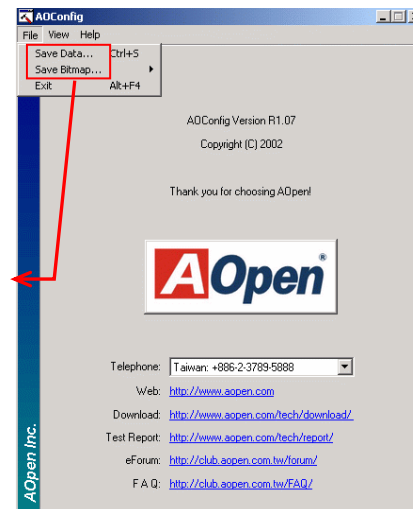 AOConfig
File View Help
Save Data... Ctrl+S
Save Bitmap...
Exit Alt+F4
AOConfig Version R1.07
Copyright (C) 2002
Thank you for choosing AOpen!
AOpen®
Telephone: Taiwan: +886-2-3789-5888
Web: http://www.aopen.com
Download: http://www.aopen.com/tech/download/
Test Report: http://www.aopen.com/tech/report/
eForum: http://club.aopen.com.tw/forum/
F A Q: http://club.aopen.com.tw/FAQ/
AOpen Inc.